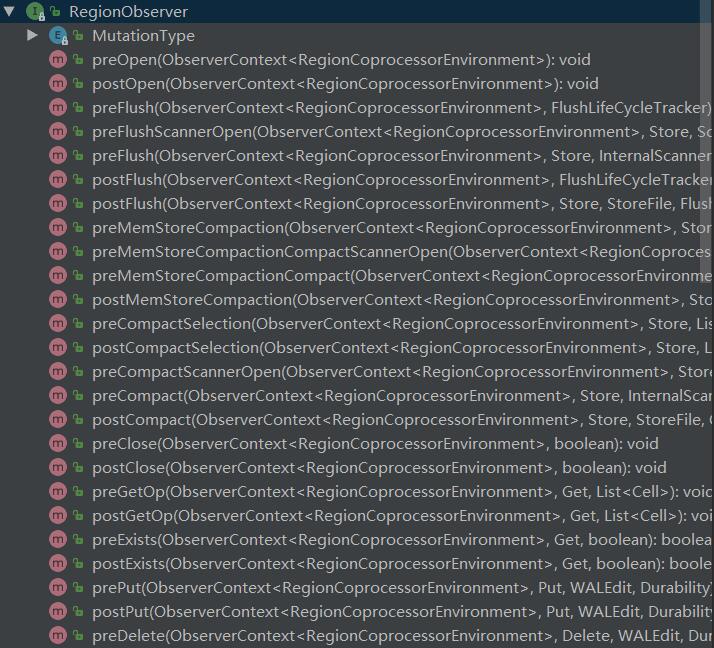 RegionObserver
MutationType
preOpen(ObserverContext<RegionCoprocessorEnvironment>): void
postOpen(ObserverContext<RegionCoprocessorEnvironment>): void
preFlush(ObserverContext<RegionCoprocessorEnvironment>, FlushLifeCycleTracker)
preFlushScannerOpen(ObserverContext<RegionCoprocessorEnvironment>, Store, Sc
preFlush(ObserverContext<RegionCoprocessorEnvironment>, Store, InternalScanner
postFlush(ObserverContext<RegionCoprocessorEnvironment>, FlushLifeCycleTracker
postFlush(ObserverContext<RegionCoprocessorEnvironment>, Store, StoreFile, Flush
preMemStoreCompaction(ObserverContext<RegionCoprocessorEnvironment>, Stor
preMemStoreCompactionCompactScannerOpen(ObserverContext<RegionCoproces
preMemStoreCompactionCompact(ObserverContext<RegionCoprocessorEnvironme
postMemStoreCompaction(ObserverContext<RegionCoprocessorEnvironment>, Sto
preCompactSelection(ObserverContext<RegionCoprocessorEnvironment>, Store, Lis
postCompactSelection(ObserverContext<RegionCoprocessorEnvironment>, Store, L
preCompactScannerOpen(ObserverContext<RegionCoprocessorEnvironment>, Store
preCompact(ObserverContext<RegionCoprocessorEnvironment>, Store, InternalScan
postCompact(ObserverContext<RegionCoprocessorEnvironment>, Store, StoreFile, C
preClose(ObserverContext<RegionCoprocessorEnvironment>, boolean): void
postClose(ObserverContext<RegionCoprocessorEnvironment>, boolean): void
preGetOp(ObserverContext<RegionCoprocessorEnvironment>, Get, List<Cell>): void
postGetOp(ObserverContext<RegionCoprocessorEnvironment>, Get, List<Cell>): voi
preExists(ObserverContext<RegionCoprocessorEnvironment>, Get, boolean): boolea
postExists(ObserverContext<RegionCoprocessorEnvironment>, Get, boolean): boole
prePut(ObserverContext<RegionCoprocessorEnvironment>, Put, WALEdit, Durability)
postPut(ObserverContext<RegionCoprocessorEnvironment>, Put, WALEdit, Durability
preDelete(ObserverContext<RegionCoprocessorEnvironment>, Delete, WALEdit, Dur